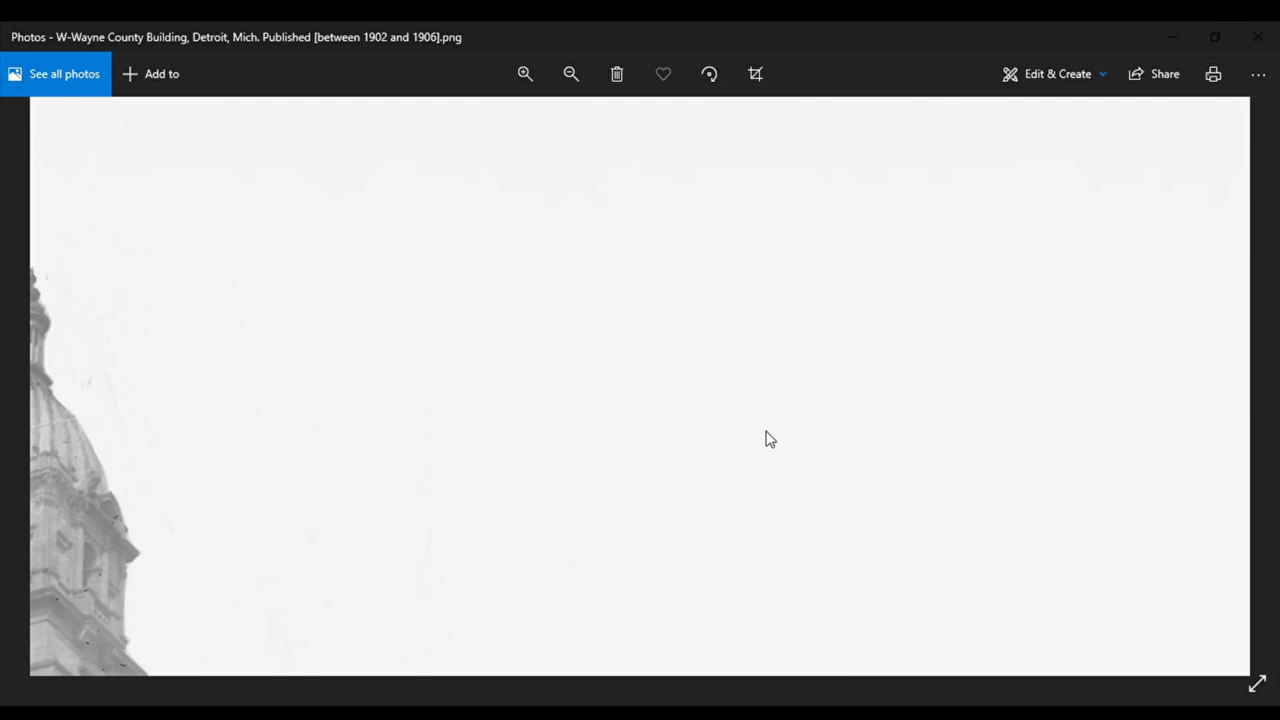 Photos - W-Wayne County Building, Detroit, Mich. Published [between 1902 and 1906].png
See all photos
Add to
Edit & Create
Share